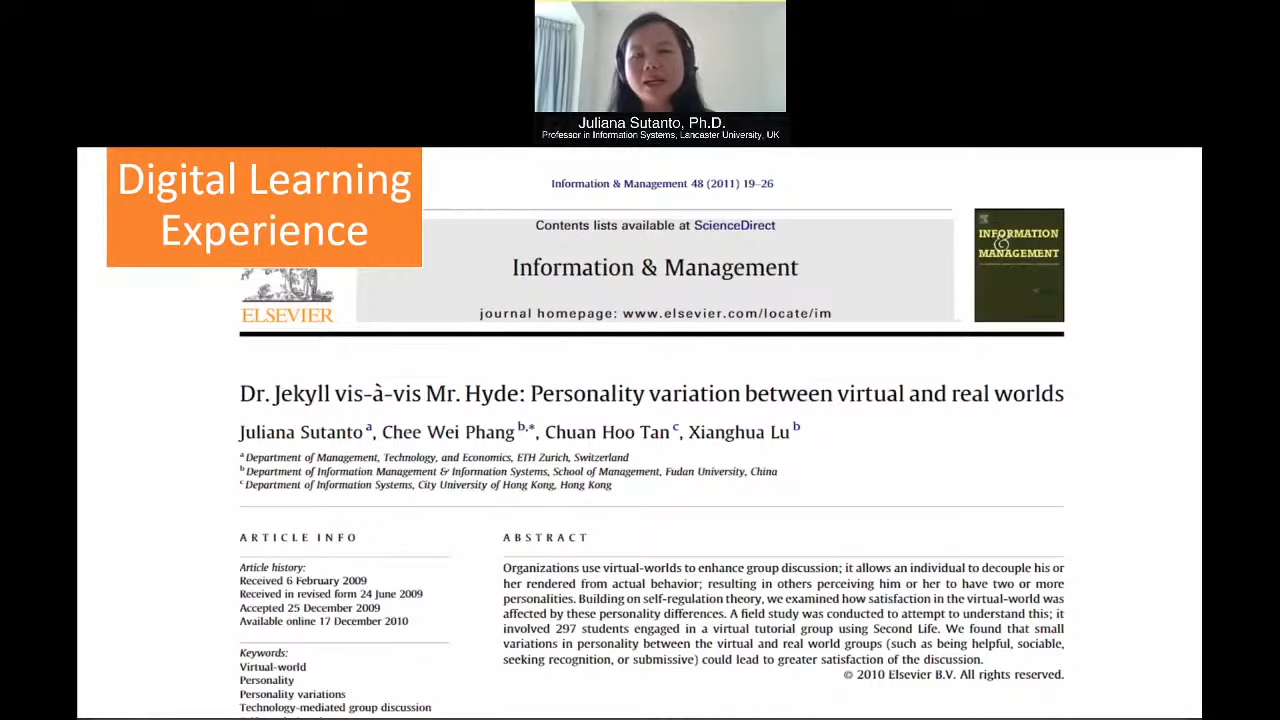 Juliana Sutanto, Ph.D.
Professor in Information Systems, Lancaster University, UK
Digital Learning
Experience
Information & Management 48 (2011) 19–26
Contents lists available at ScienceDirect
Information & Management
journal homepage: www.elsevier.com/locate/im
ELSEVIER
INFORMATION
&
MANAGEMENT
Dr. Jekyll vis-à-vis Mr. Hyde: Personality variation between virtual and real worlds
Juliana Sutanto a, Chee Wei Phang b,*, Chuan Hoo Tan c, Xianghua Lu b
a Department of Management, Technology, and Economics, ETH Zurich, Switzerland
b Department of Information Management & Information Systems, School of Management, Fudan University, China
c Department of Information Systems, City University of Hong Kong, Hong Kong
ARTICLE INFO
Article history:
Received 6 February 2009
Received in revised form 24 June 2009
Accepted 25 December 2009
Available online 17 December 2010
Keywords:
Virtual-world
Personality
Personality variations
Technology-mediated group discussion
ABSTRACT
Organizations use virtual-worlds to enhance group discussion; it allows an individual to decouple his or
her rendered from actual behavior; resulting in others perceiving him or her to have two or more
personalities. Building on self-regulation theory, we examined how satisfaction in the virtual-world was
affected by these personality differences. A field study was conducted to attempt to understand this; it
involved 297 students engaged in a virtual tutorial group using Second Life. We found that small
variations in personality between the virtual and real world groups (such as being helpful, sociable,
seeking recognition, or submissive) could lead to greater satisfaction of the discussion.
© 2010 Elsevier B.V. All rights reserved.